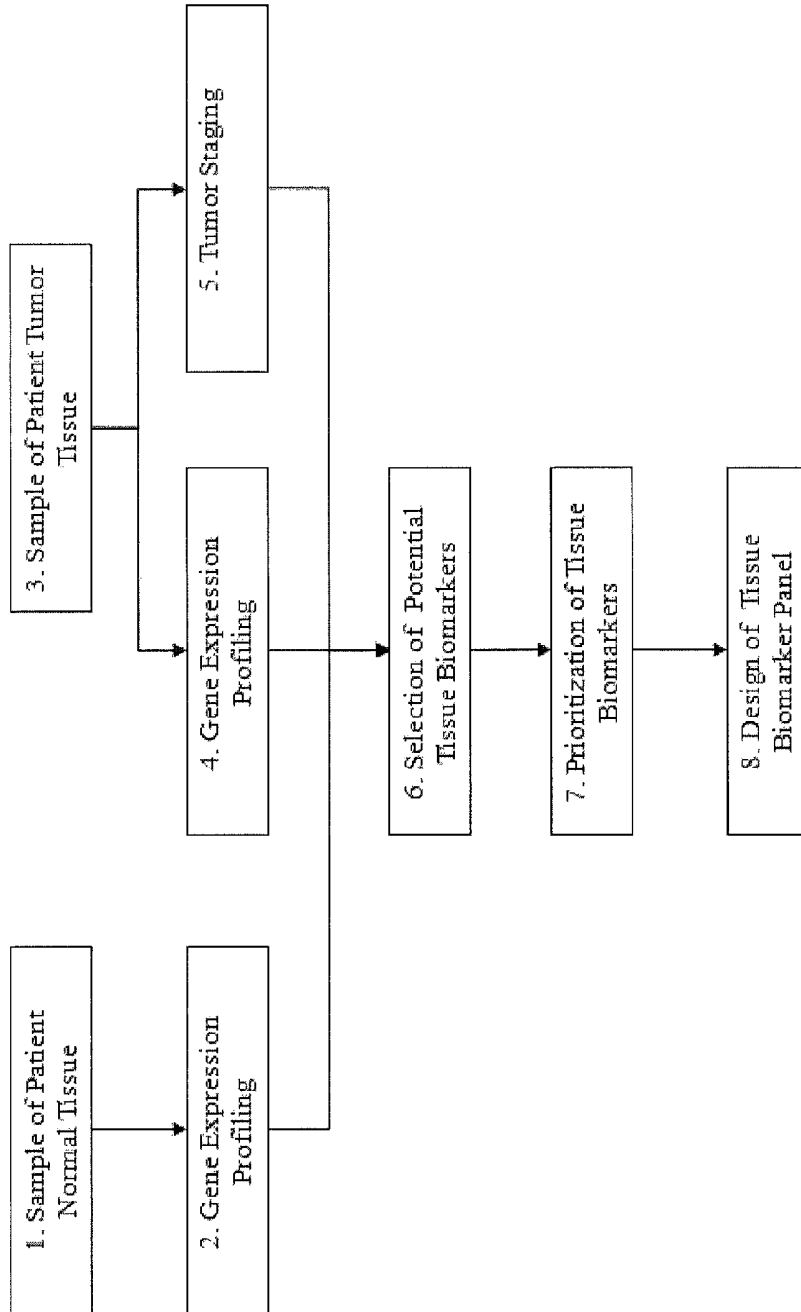 1. Sample of Patient
Normal Tissue
2. Gene Expression
Profiling
3. Sample of Patient Tumor
Tissue
4. Gene Expression
Profiling
5. Tumor Staging
6. Selection of Potential
Tissue Biomarkers
7. Prioritization of Tissue
Biomarkers
8. Design of Tissue
Biomarker Panel